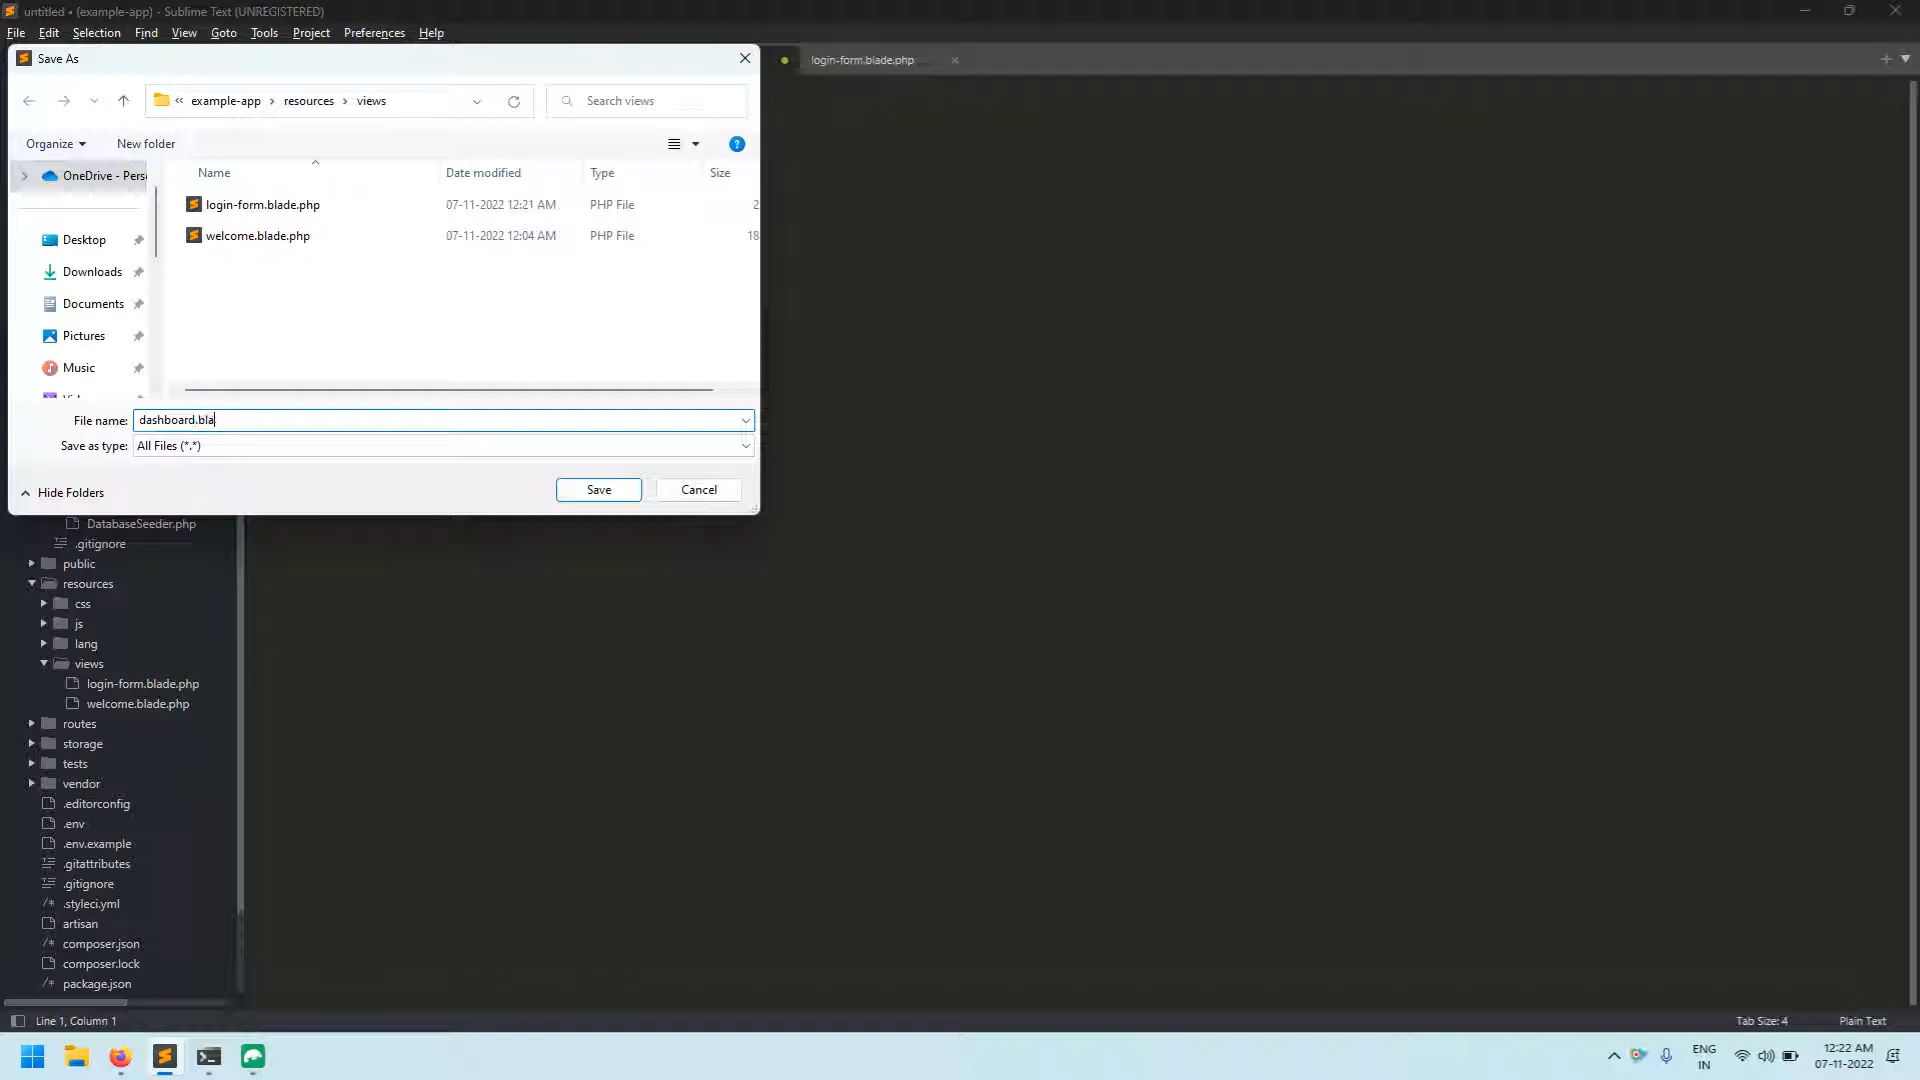 untitled • (example-app) - Sublime Text (UNREGISTERED)
File Edit Selection Find View Goto Tools Project Preferences Help
Save As
login-form.blade.php
« example-app > resources > views
Search views
Organize
New folder
Name
Date modified
Type
Size
OneDrive - Pers
login-form.blade.php
07-11-2022 12:21 AM
PHP File
2
welcome.blade.php
07-11-2022 12:04 AM
PHP File
18
Desktop
Downloads
Documents
Pictures
Music
File name:
dashboard.bla
Save as type:
All Files (*.*)
Hide Folders
Save
Cancel
DatabaseSeeder.php
.gitignore
public
resources
css
js
lang
views
login-form.blade.php
welcome.blade.php
routes
storage
tests
vendor
.editorconfig
.env
.env.example
.gitattributes
.gitignore
/* .styleci.yml
artisan
/* composer.json
composer.lock
/* package.json
Line 1, Column 1
Tab Size: 4
Plain Text
ENG
IN
12:22 AM
07-11-2022